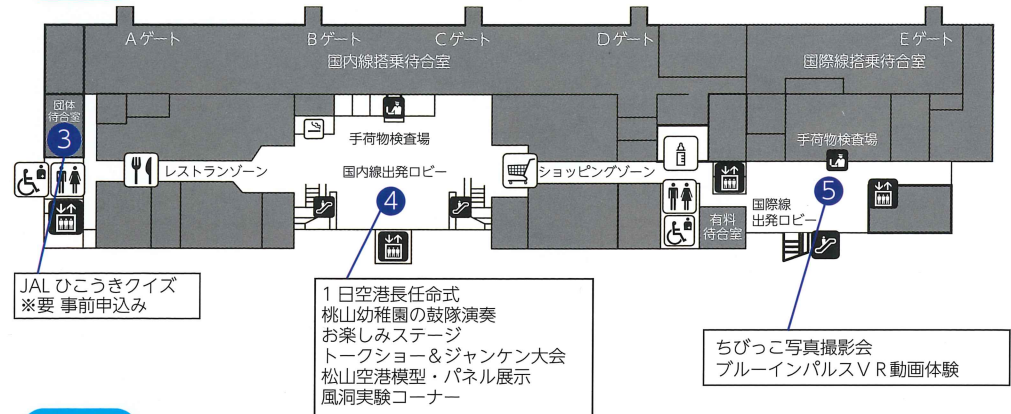 Aゲート
Bゲート
Cゲート
Dゲート
Eゲート
国内線搭乗待合室
国際線搭乗待合室
団体
待合室
3
手荷物検査場
手荷物検査場
レストランゾーン
国内線出発ロビー
ショッピングゾーン
4
5
有料
待合室
国際線
出発ロビー
JAL ひこうきクイズ
※要 事前申込み
1日空港長任命式
桃山幼稚園の鼓隊演奏
お楽しみステージ
トークショー&ジャンケン大会
松山空港模型・パネル展示
風洞実験コーナー
ちびっこ写真撮影会
ブルーインパルスVR動画体験